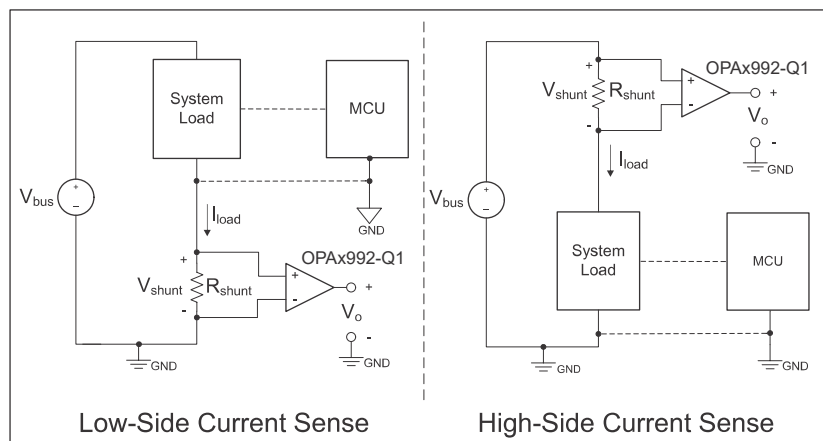 System
Load
MCU
V_bus
+
−
I_load
GND
+
V_shunt
-
R_shunt
OPAx992-Q1
+
-
+
V_o
-
GND
GND
Low-Side Current Sense
OPAx992-Q1
+
V_shunt
-
R_shunt
+
-
+
V_o
-
GND
I_load
V_bus
+
−
System
Load
MCU
GND
GND
High-Side Current Sense